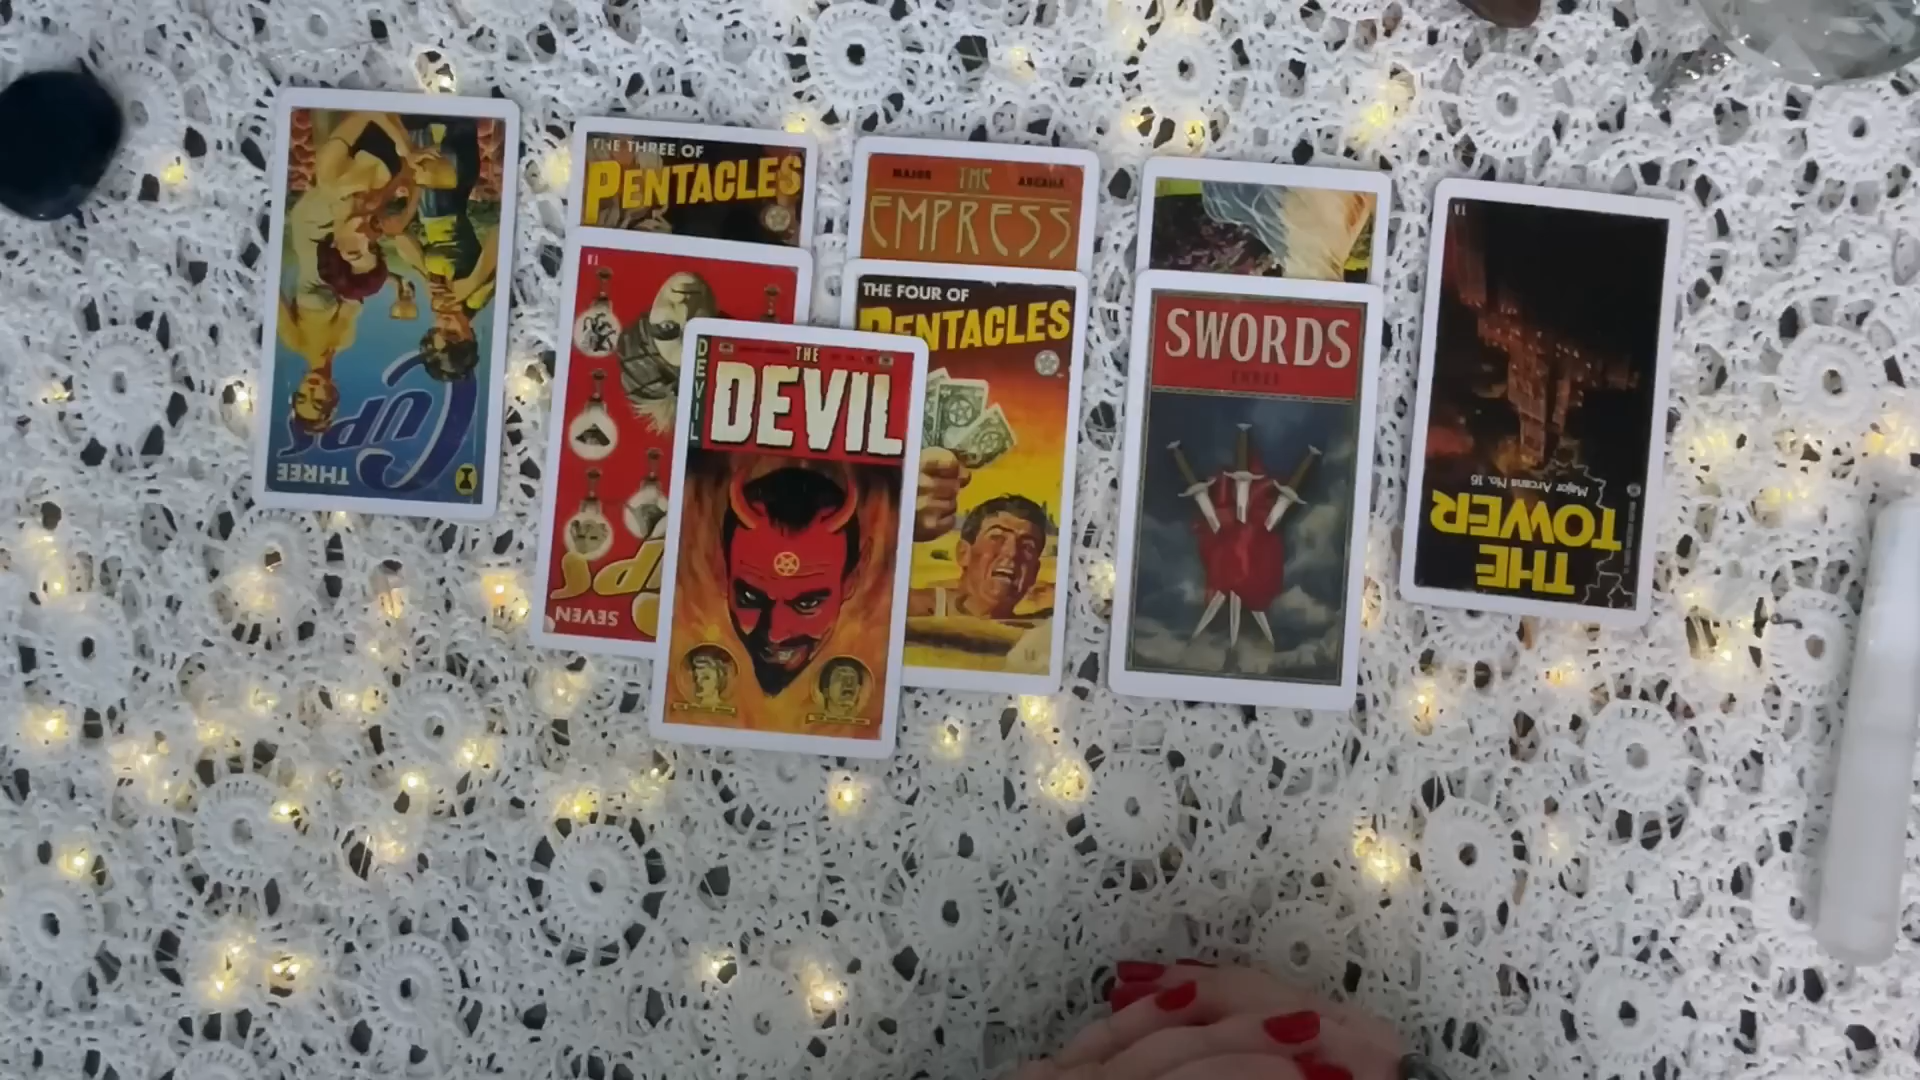 THREE
CUPS
THE THREE OF
PENTACLES
SEVEN
MAJOR THE ARCANA
EMPRESS
THE FOUR OF
PENTACLES
DEVIL
THE
DEVIL
SWORDS
THREE
THE
TOWER
Major Arcana No. 16